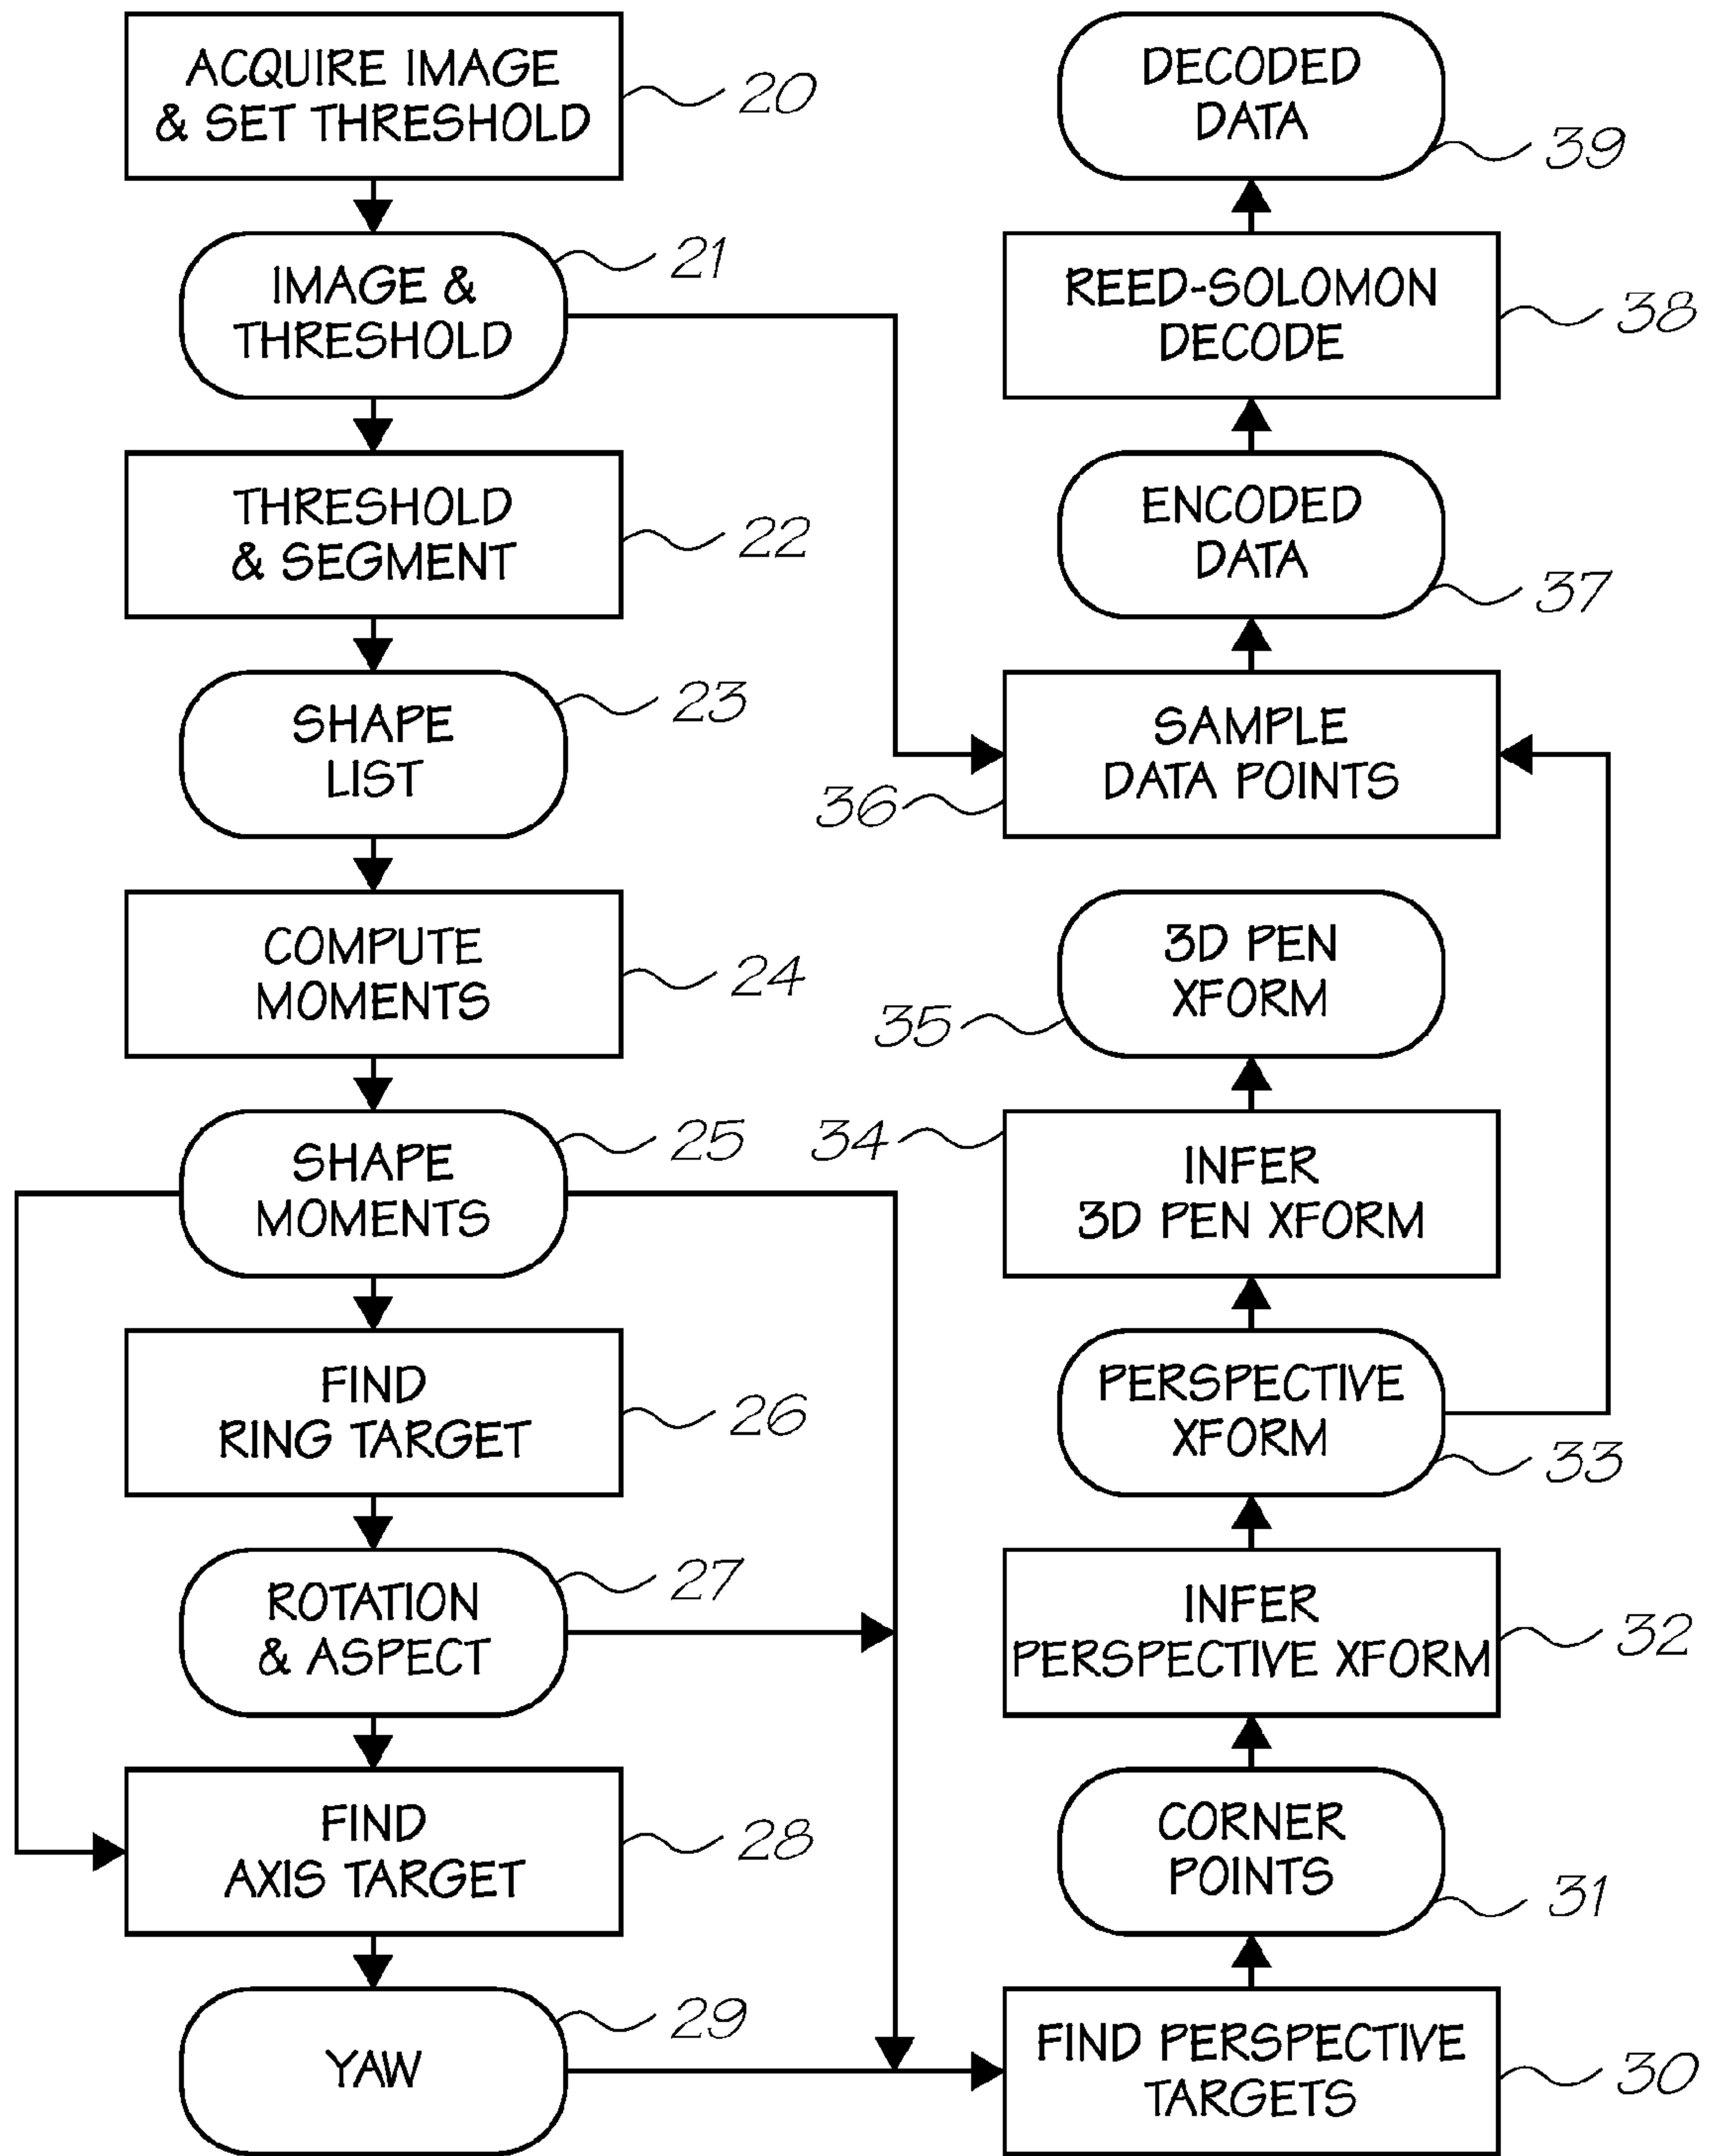 ACQUIRE IMAGE
& SET THRESHOLD
20
IMAGE &
THRESHOLD
21
THRESHOLD
& SEGMENT
22
SHAPE
LIST
23
COMPUTE
MOMENTS
24
SHAPE
MOMENTS
25
FIND
RING TARGET
26
ROTATION
& ASPECT
27
FIND
AXIS TARGET
28
YAW
29
FIND PERSPECTIVE
TARGETS
30
CORNER
POINTS
31
INFER
PERSPECTIVE XFORM
32
PERSPECTIVE
XFORM
33
INFER
3D PEN XFORM
34
3D PEN
XFORM
35
SAMPLE
DATA POINTS
36
ENCODED
DATA
37
REED-SOLOMON
DECODE
38
DECODED
DATA
39